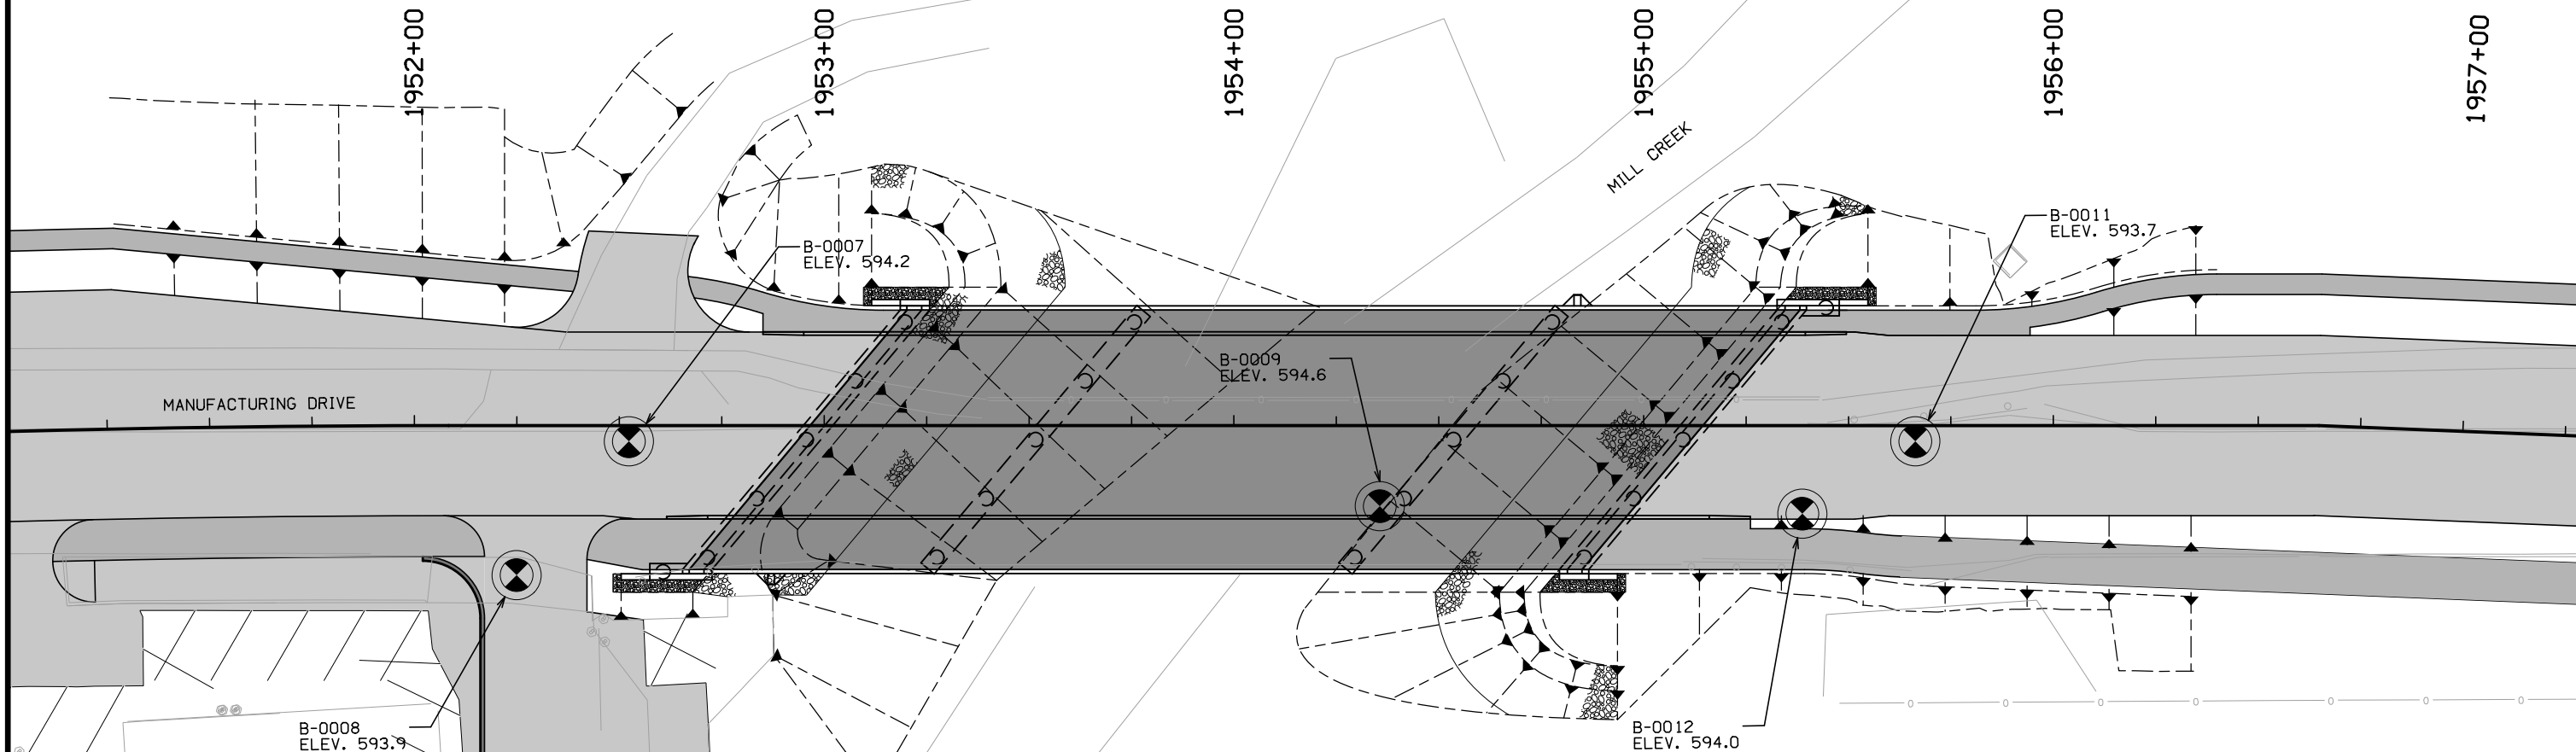 1952+00
1953+00
1954+00
1955+00
1956+00
1957+00
MILL CREEK
B-0011
ELEV. 593.7
B-0007
ELEV. 594.2
B-0009
ELEV. 594.6
MANUFACTURING DRIVE
B-0008
ELEV. 593.9
B-0012
ELEV. 594.0